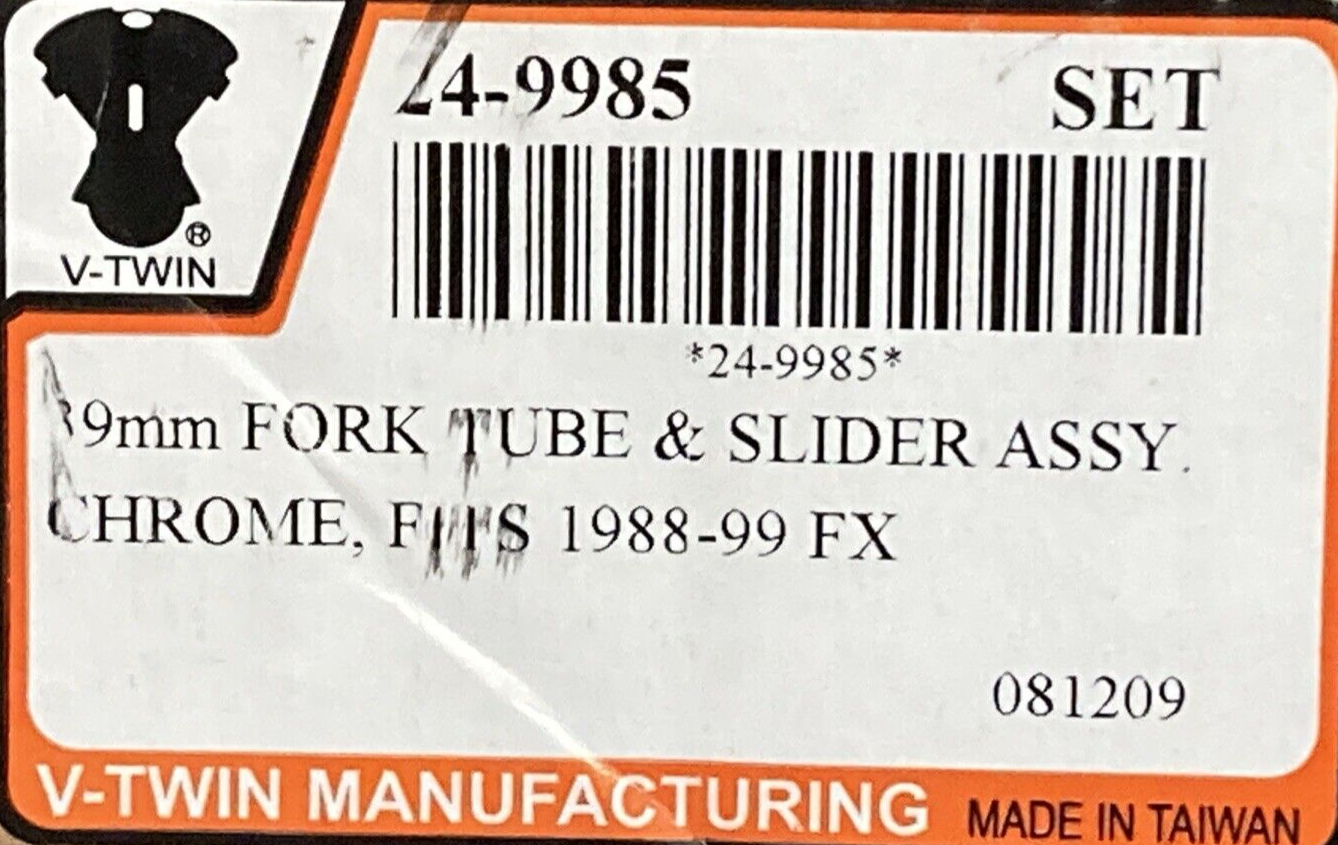 24-9985 SET
*24-9985*
39mm FORK TUBE & SLIDER ASSY.
CHROME, FITS 1988-99 FX
081209
®
V-TWIN
V-TWIN MANUFACTURING MADE IN TAIWAN